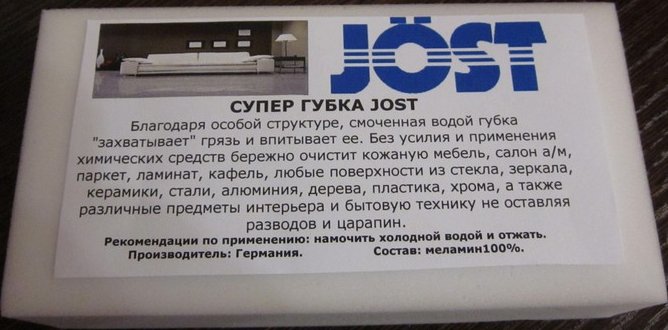 JÖST
СУПЕР ГУБКА JOST
Благодаря особой структуре, смоченная водой губка
"захватывает" грязь и впитывает ее. Без усилия и применения
химических средств бережно очистит кожаную мебель, салон а/м,
паркет, ламинат, кафель, любые поверхности из стекла, зеркала,
керамики, стали, алюминия, дерева, пластика, хрома, а также
различные предметы интерьера и бытовую технику не оставляя
разводов и царапин.
Рекомендации по применению: намочить холодной водой и отжать.
Производитель: Германия. Состав: меламин100%.